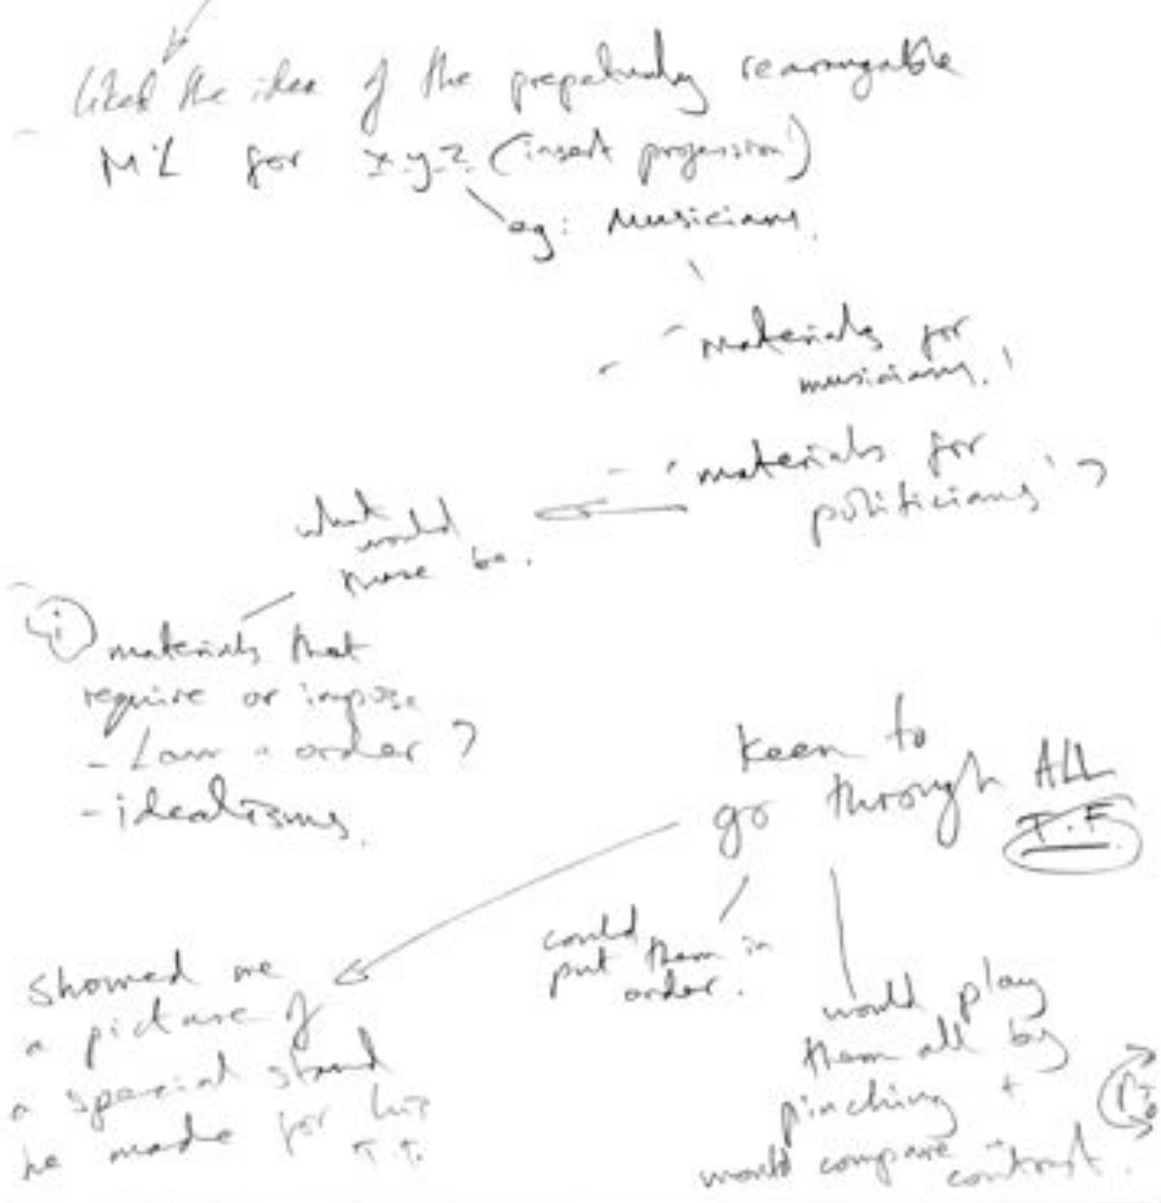 - liked the idea of the prepetually rearrangable
ML for x.y.z. (insert profession!)
eg: Musicians.
- 'materials for
musicians.'
- 'materials for
politicians'?
what
would
these be.
(i) materials that
require or impose
- Law + order?
- idealisms.
keen to
go through ALL
T.F
could
put them in
order.
would play
them all by
pinching +
would compare +
contrast.
showed me
a picture of
a special stand
he made for his
T.T.